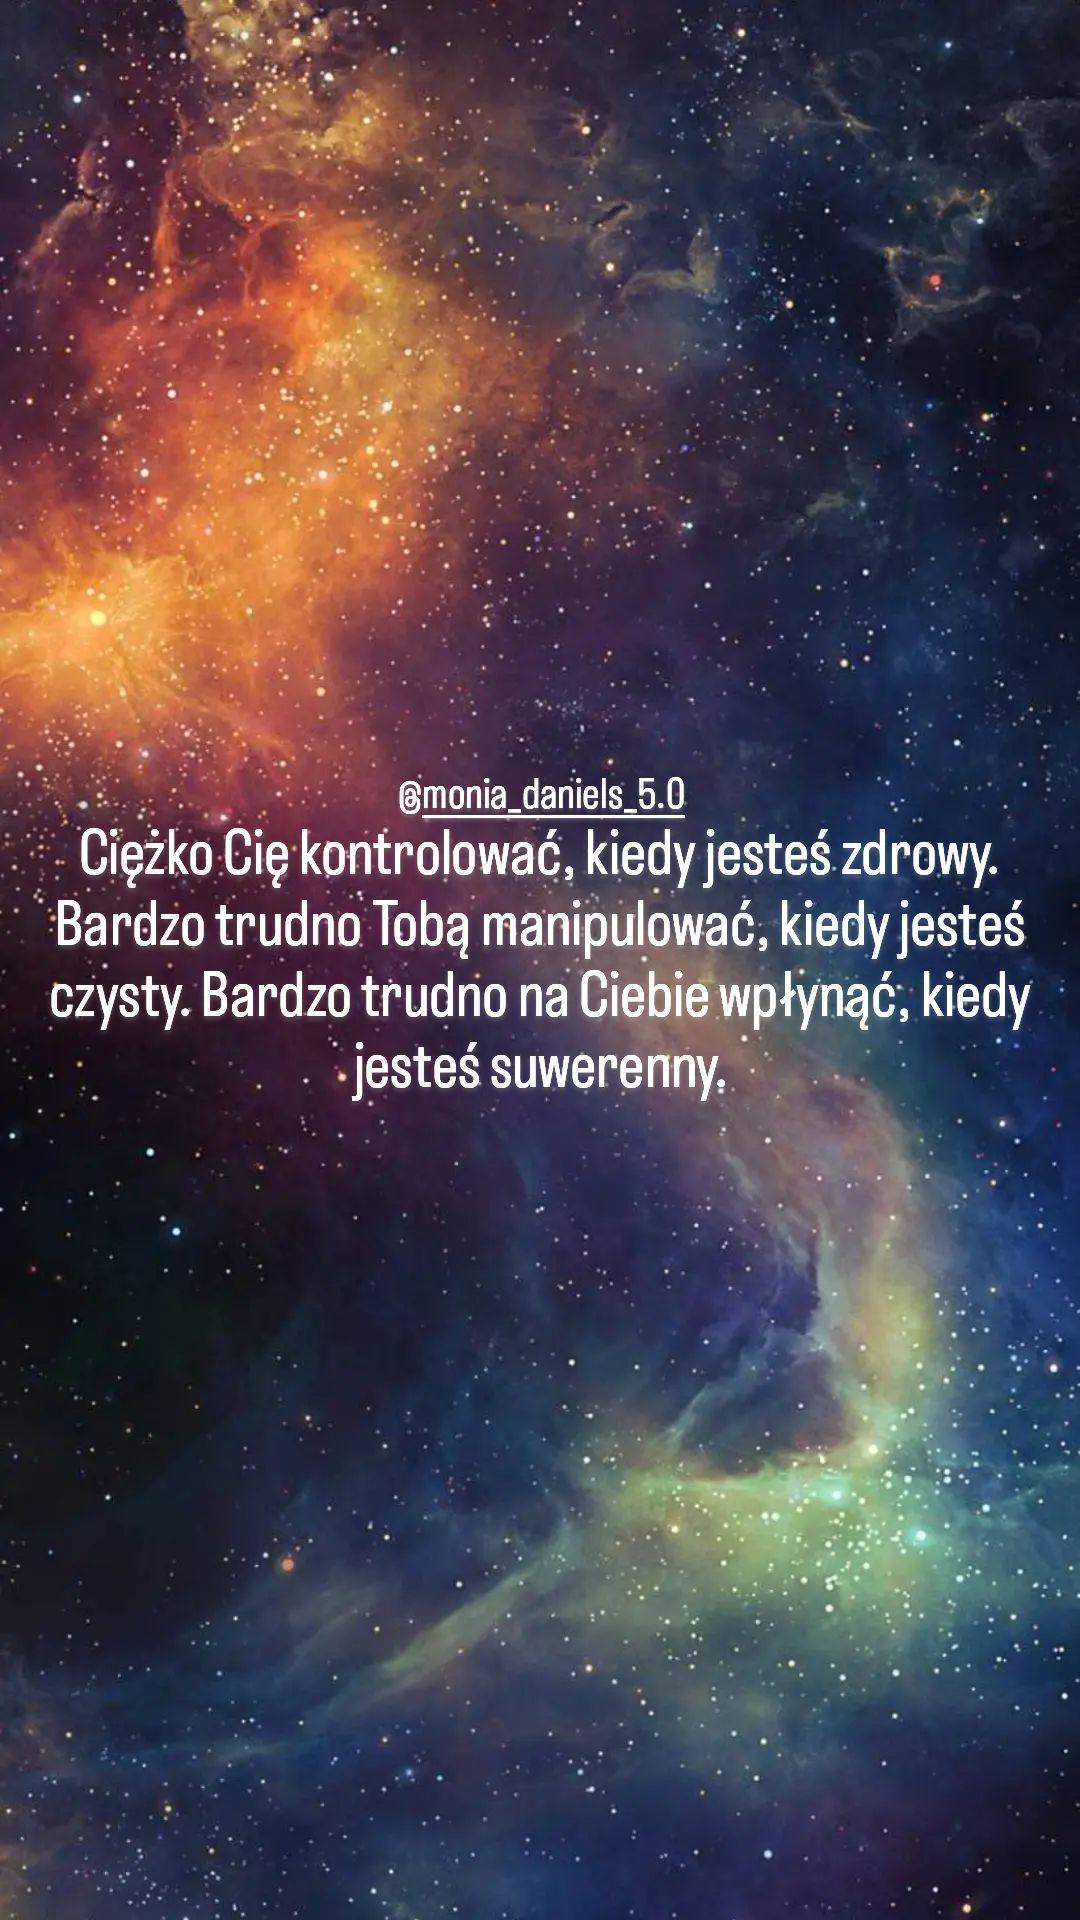 @monia_daniels_5.0
Ciężko Cię kontrolować, kiedy jesteś zdrowy.
Bardzo trudno Tobą manipulować, kiedy jesteś
czysty. Bardzo trudno na Ciebie wpłynąć, kiedy
jesteś suwerenny.